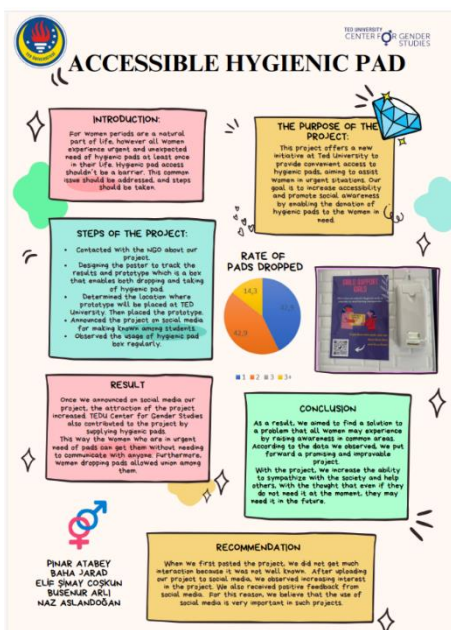 TED UNIVERSITY
CENTER FOR GENDER
STUDIES
ACCESSIBLE HYGIENIC PAD
INTRODUCTION:
For women periods are a natural
part of life, however all women
experience urgent and unexpected
need of hygienic pads at least once
in their life. Hygienic pad access
shouldn't be a barrier. This common
issue should be addressed, and steps
should be taken.
THE PURPOSE OF THE
PROJECT:
This project offers a new
initiative at Ted University to
provide convenient access to
hygienic pads, aiming to assist
women in urgent situations. Our
goal is to increase accessibility
and promote social awareness
by enabling the donation of
hygienic pads to the women in
need.
STEPS OF THE PROJECT:
• Contacted with the NGO about our
project.
• Designing the poster to track the
results and prototype which is a box
that enables both dropping and taking
of hygienic pad.
• Determined the location where
prototype will be placed at TED
University. Then placed the prototype.
• Announced the project on social media
for making known among students.
• Observed the usage of hygienic pad
box regularly.
RATE OF
PADS DROPPED
14,3
42,9
42,9
1 2 3 3+
GIRLS SUPPORT
GIRLS
RESULT
Once we announced on social media our
project, the attraction of the project
increased TEDU Center for Gender Studies
also contributed to the project by
supplying hygienic pads.
This way the women who are in urgent
need of pads can get them without needing
to communicate with anyone. Furthermore,
women dropping pads allowed union among
them.
CONCLUSION
As a result, we aimed to find a solution to
a problem that all women may experience
by raising awareness in common areas.
According to the data we observed, we put
forward a promising and improvable
project.
With the project, we increase the ability
to sympathize with the society and help
others, with the thought that even if they
do not need it at the moment, they may
need it in the future.
PINAR ATABEY
BAHA JARAD
ELİF SİMAY COŞKUN
BUSENUR ARLI
NAZ ASLANDOĞAN
RECOMMENDATION
When we first posted the project, we did not get much
interaction because it was not well known. After uploading
our project to social media, we observed increasing interest
in the project. We also received positive feedback from
social media. For this reason, we believe that the use of
social media is very important in such projects.